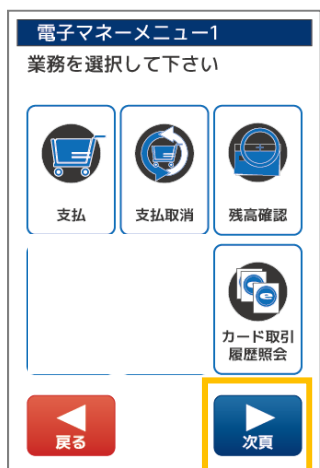 電子マネーメニュー1
業務を選択して下さい
支払
支払取消
残高確認
カード取引
履歴照会
戻る
次頁